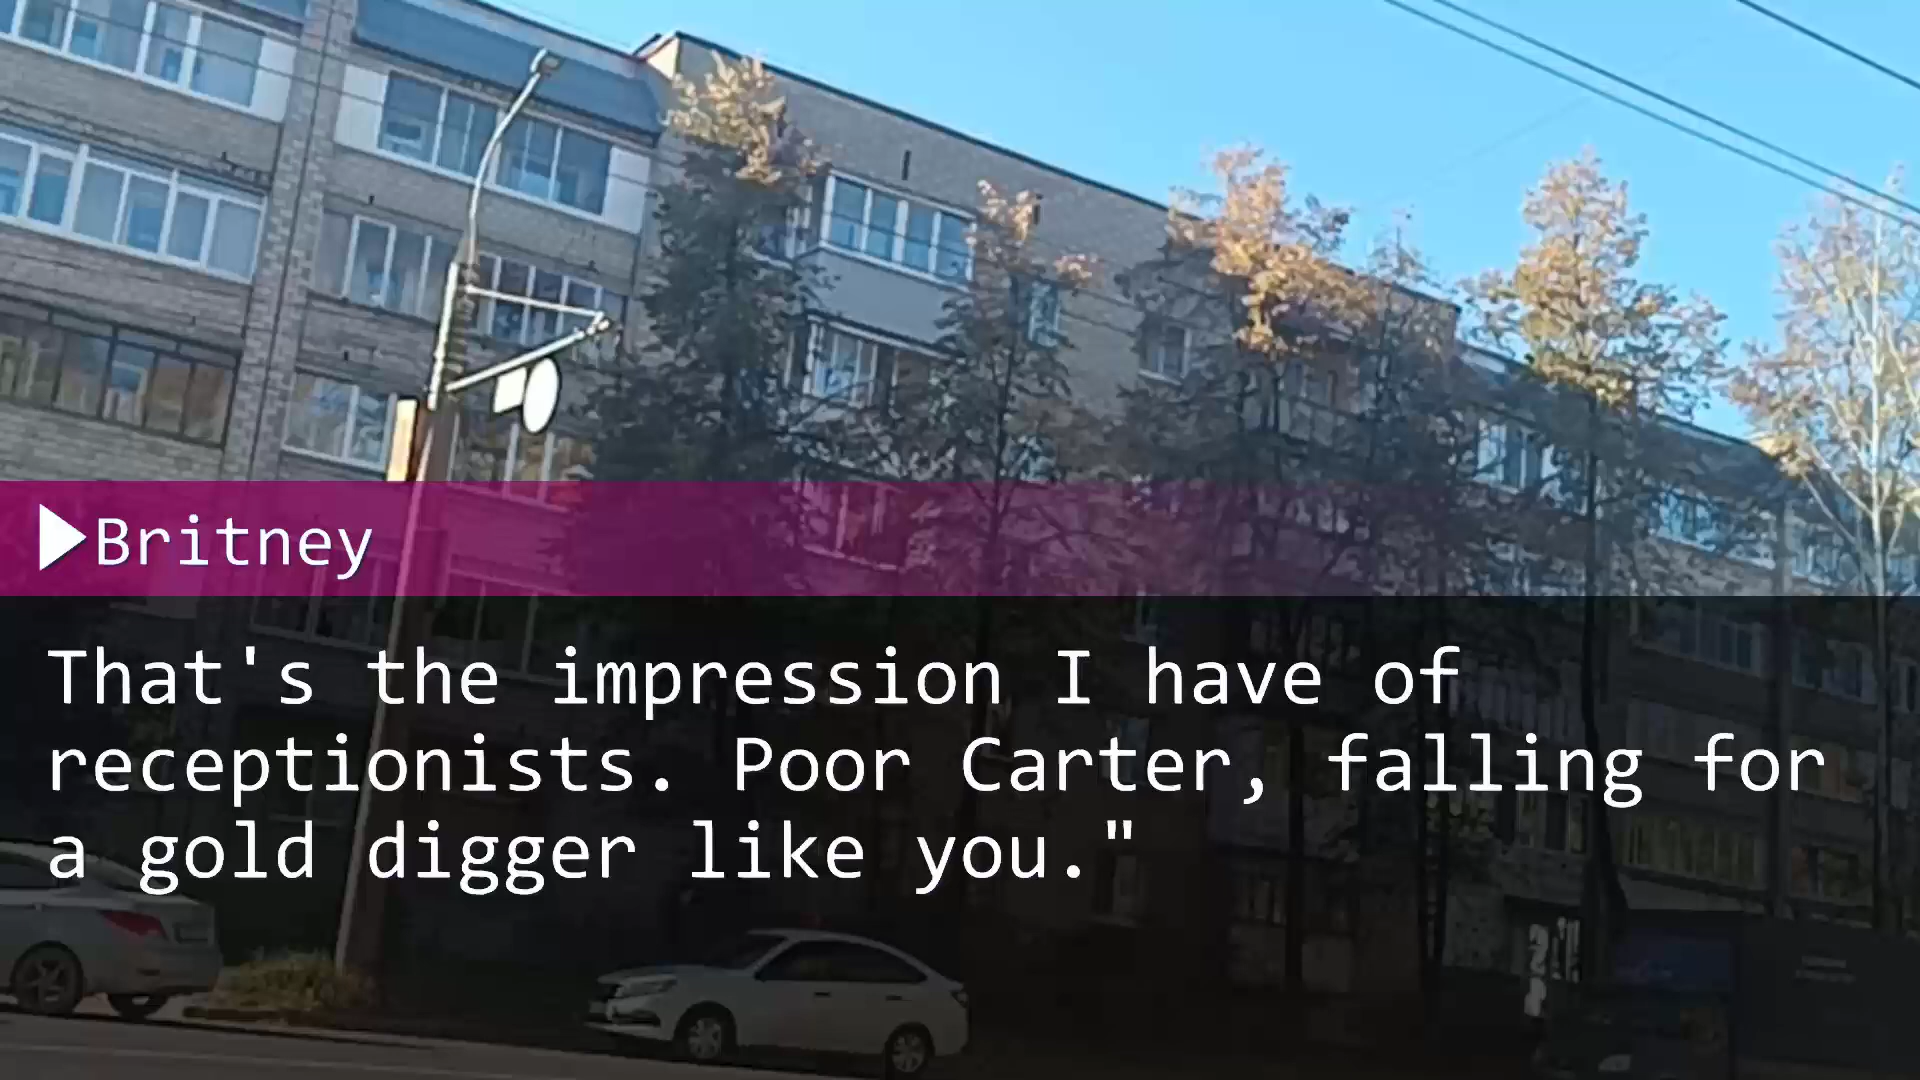 Britney
That's the impression I have of
receptionists. Poor Carter, falling for
a gold digger like you."